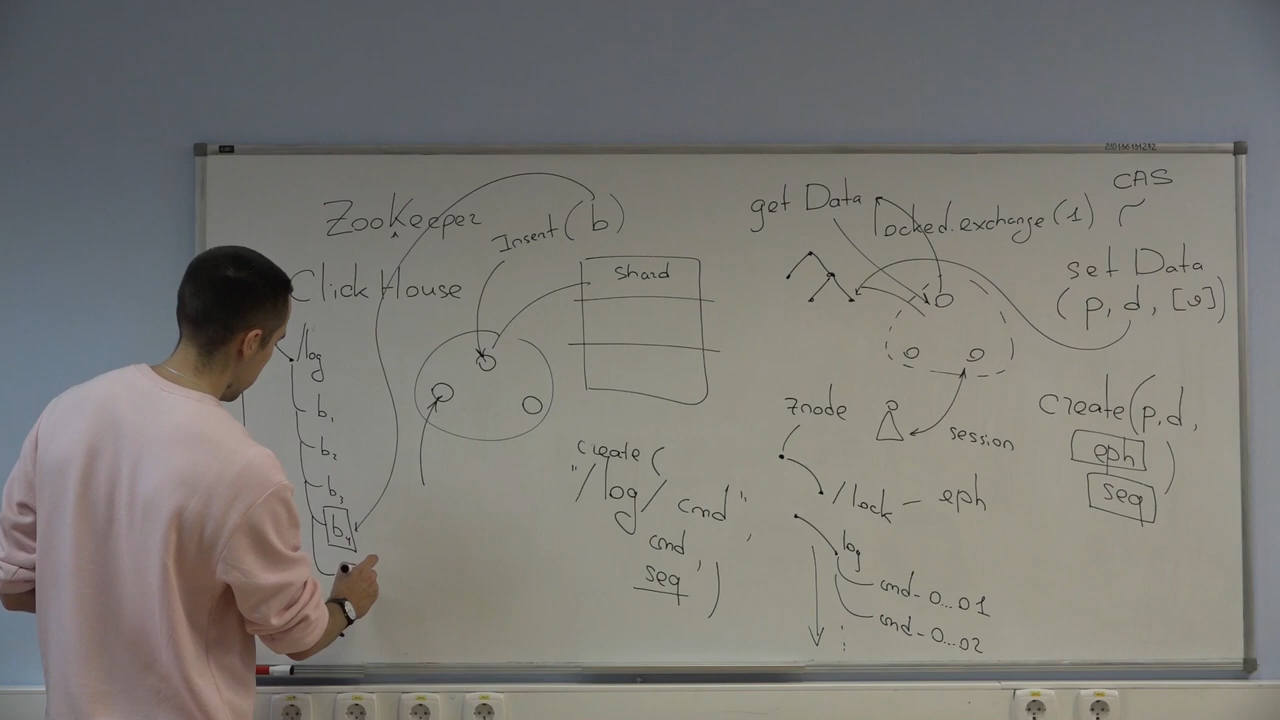 ZooKeeper
Insert(b)
ClickHouse
Shard
/log
b₁
b₂
b₃
b₄
create(
"/log/cmd",
cmd,
seq)
get Data
locked.exchange(1)
CAS
set Data
(p, d, [v])
znode
session
create(p,d,
eph
seq
)
/lock - eph
log
cmd-0...01
cmd-0...02
⋮